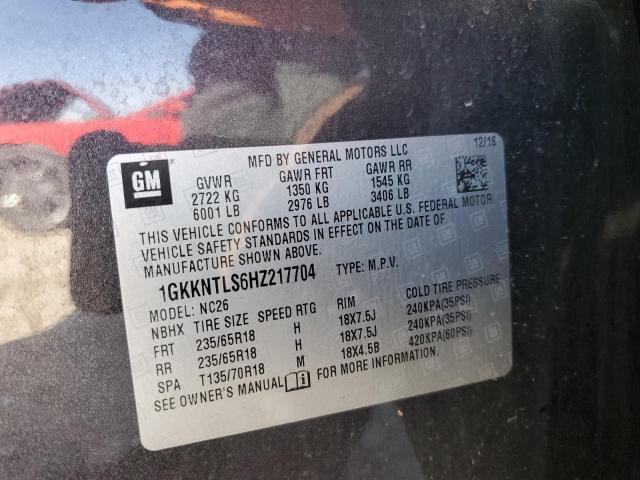 GM
MFD BY GENERAL MOTORS LLC 12/16
GVWR GAWR FRT GAWR RR
2722 KG 1350 KG 1545 KG
6001 LB 2976 LB 3406 LB
THIS VEHICLE CONFORMS TO ALL APPLICABLE U.S. FEDERAL MOTOR
VEHICLE SAFETY STANDARDS IN EFFECT ON THE DATE OF
MANUFACTURE SHOWN ABOVE.
1GKKNTLS6HZ217704 TYPE: M.P.V.
MODEL: NC26
NBHX TIRE SIZE SPEED RTG RIM COLD TIRE PRESSURE
FRT 235/65R18 H 18X7.5J 240KPA(35PSI)
RR 235/65R18 H 18X7.5J 240KPA(35PSI)
SPA T135/70R18 M 18X4.5B 420KPA(60PSI)
SEE OWNER'S MANUAL FOR MORE INFORMATION.